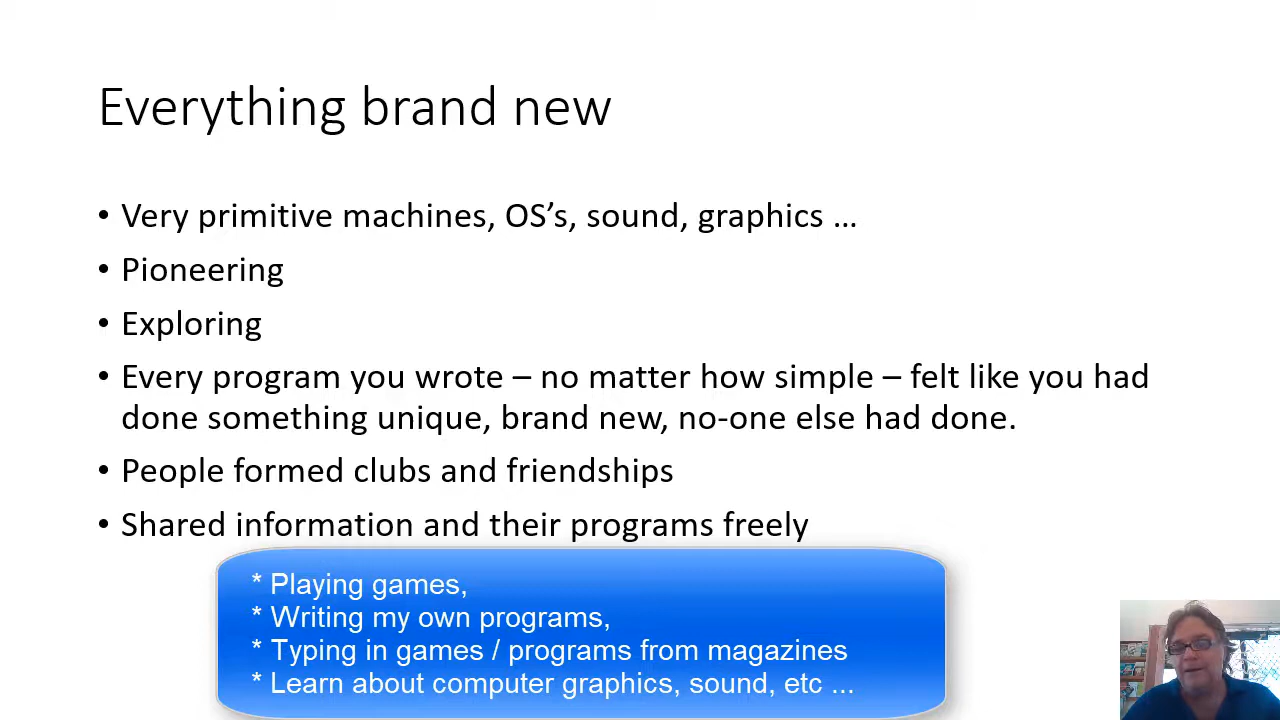 Everything brand new
• Very primitive machines, OS’s, sound, graphics …
• Pioneering
• Exploring
• Every program you wrote – no matter how simple – felt like you had
done something unique, brand new, no-one else had done.
• People formed clubs and friendships
• Shared information and their programs freely
* Playing games,
* Writing my own programs,
* Typing in games / programs from magazines
* Learn about computer graphics, sound, etc ...